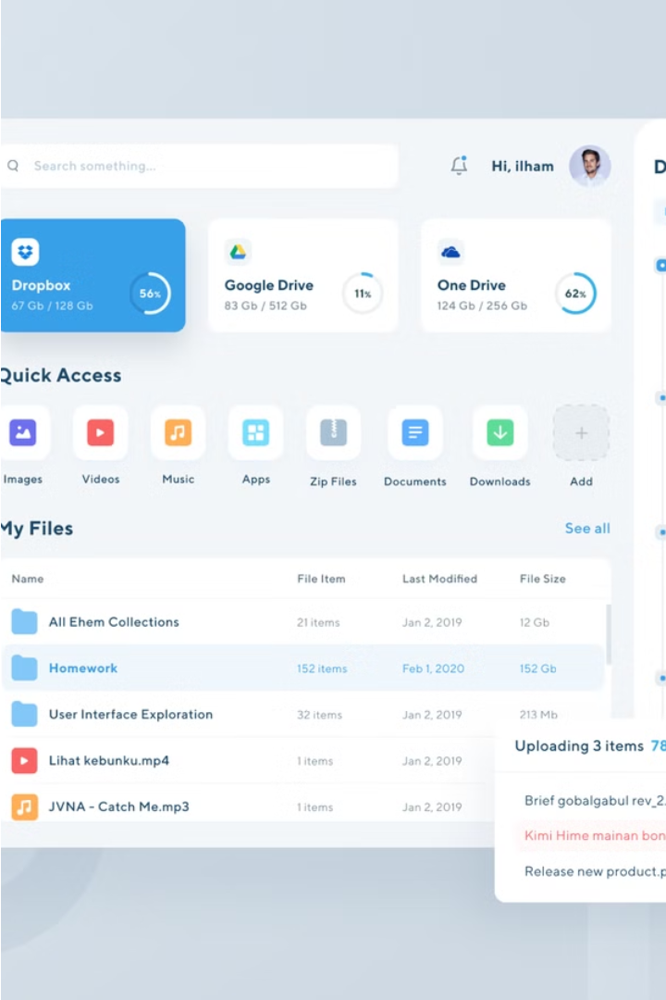 Search something...
Hi, ilham
Dropbox
67 Gb / 128 Gb
56%
Google Drive
83 Gb / 512 Gb
11%
One Drive
124 Gb / 256 Gb
62%
D
Quick Access
Images Videos Music Apps Zip Files Documents Downloads Add
My Files See all
Name File Item Last Modified File Size
All Ehem Collections 21 items Jan 2, 2019 12 Gb
Homework 152 items Feb 1, 2020 152 Gb
User Interface Exploration 32 items Jan 2, 2019 213 Mb
Lihat kebunku.mp4 1 items Jan 2, 2019
JVNA - Catch Me.mp3 1 items Jan 2, 2019
Uploading 3 items 78
Brief gobalgabul rev_2.
Kimi Hime mainan bon
Release new product.p